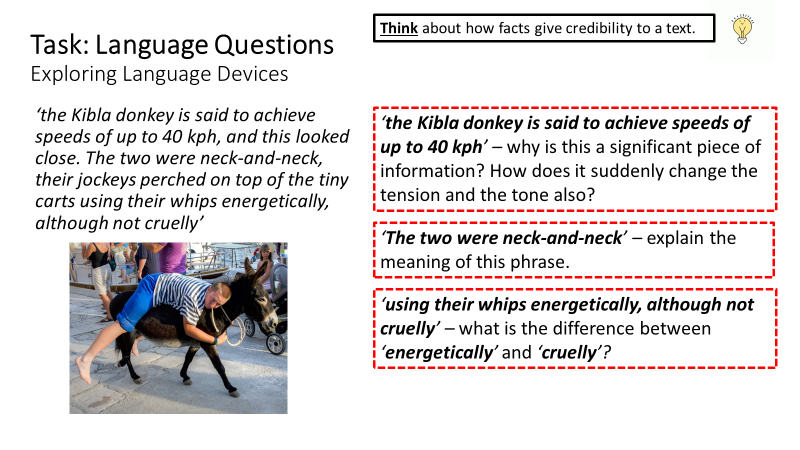 Task: Language Questions
Exploring Language Devices
Think about how facts give credibility to a text.
‘the Kibla donkey is said to achieve
speeds of up to 40 kph, and this looked
close. The two were neck-and-neck,
their jockeys perched on top of the tiny
carts using their whips energetically,
although not cruelly’
‘the Kibla donkey is said to achieve speeds of
up to 40 kph’ – why is this a significant piece of
information? How does it suddenly change the
tension and the tone also?
‘The two were neck-and-neck’ – explain the
meaning of this phrase.
‘using their whips energetically, although not
cruelly’ – what is the difference between
‘energetically’ and ‘cruelly’?